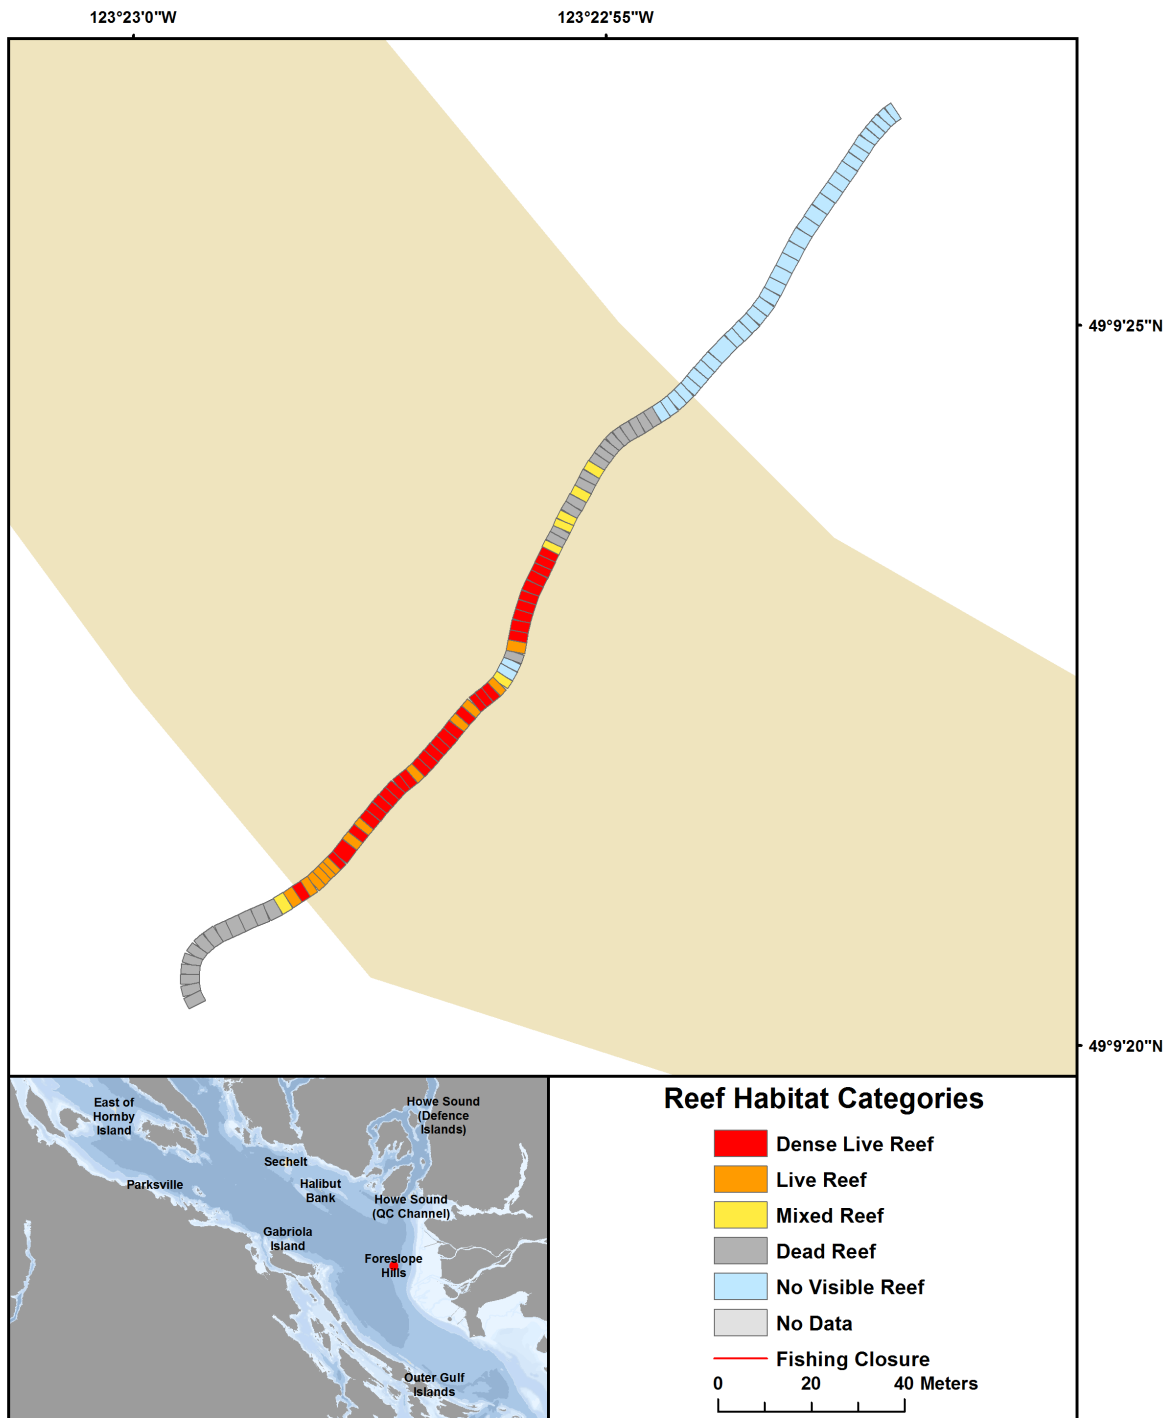 123°23'0"W
123°22'55"W
49°9'25"N
49°9'20"N
East of
Hornby
Island
Howe Sound
(Defence
Islands)
Sechelt
Parksville
Halibut
Bank
Howe Sound
(QC Channel)
Gabriola
Island
Foreslope
Hills
Outer Gulf
Islands
Reef Habitat Categories
Dense Live Reef
Live Reef
Mixed Reef
Dead Reef
No Visible Reef
No Data
Fishing Closure
0 20 40 Meters